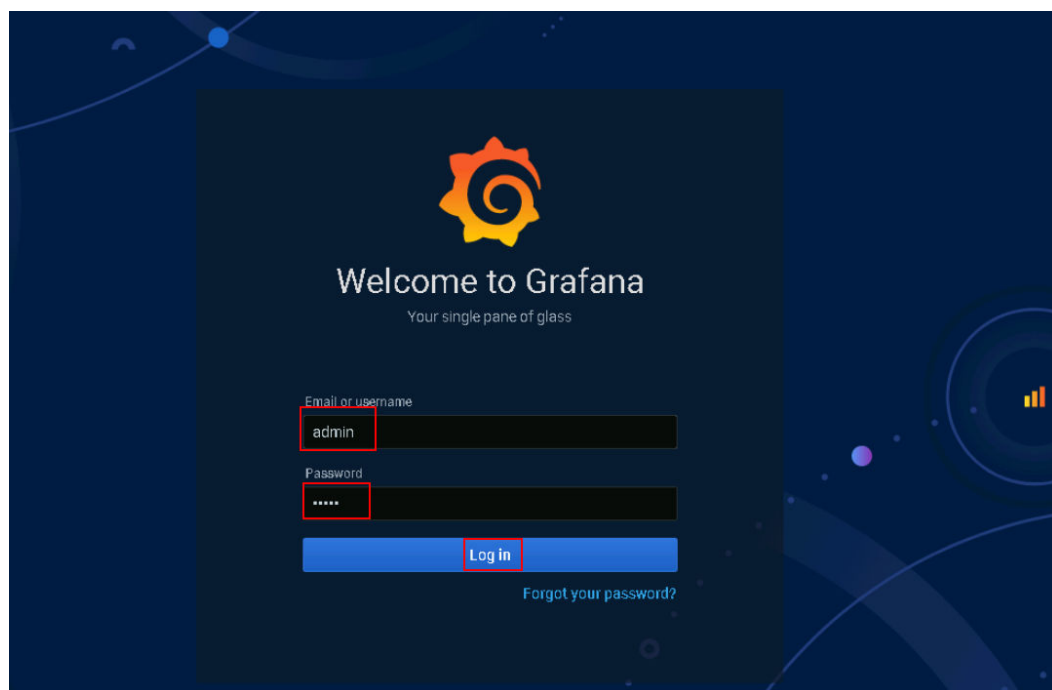 Welcome to Grafana
Your single pane of glass
Email or username
admin
Password
•••••
Log in
Forgot your password?